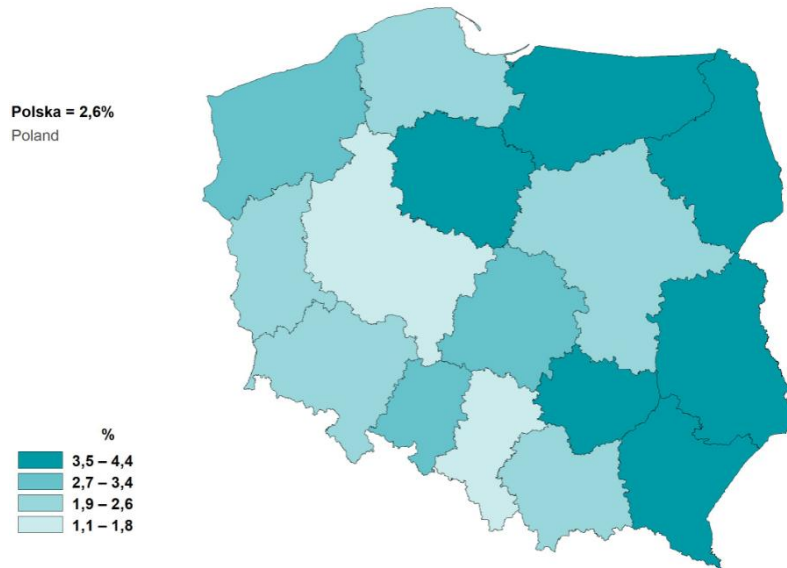 Polska = 2,6%
Poland
%
3,5 – 4,4
2,7 – 3,4
1,9 – 2,6
1,1 – 1,8